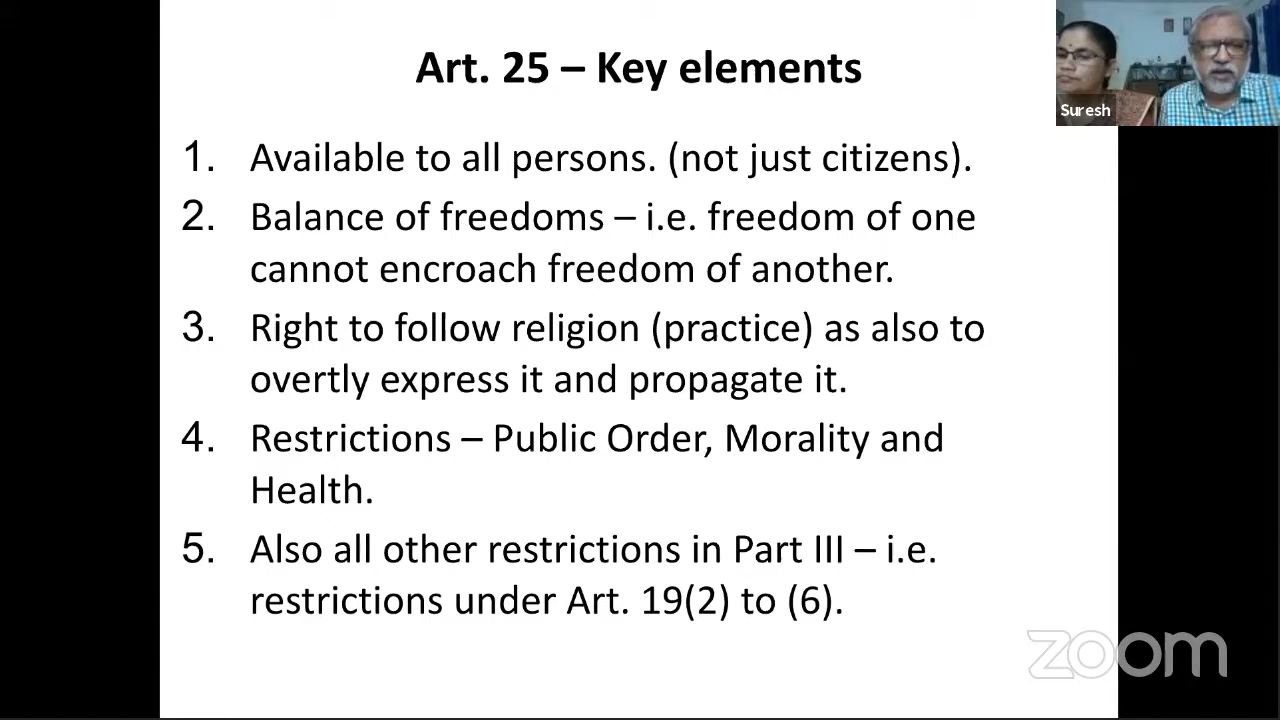 Art. 25 – Key elements
Suresh
1. Available to all persons. (not just citizens).
2. Balance of freedoms – i.e. freedom of one
cannot encroach freedom of another.
3. Right to follow religion (practice) as also to
overtly express it and propagate it.
4. Restrictions – Public Order, Morality and
Health.
5. Also all other restrictions in Part III – i.e.
restrictions under Art. 19(2) to (6).
zoom